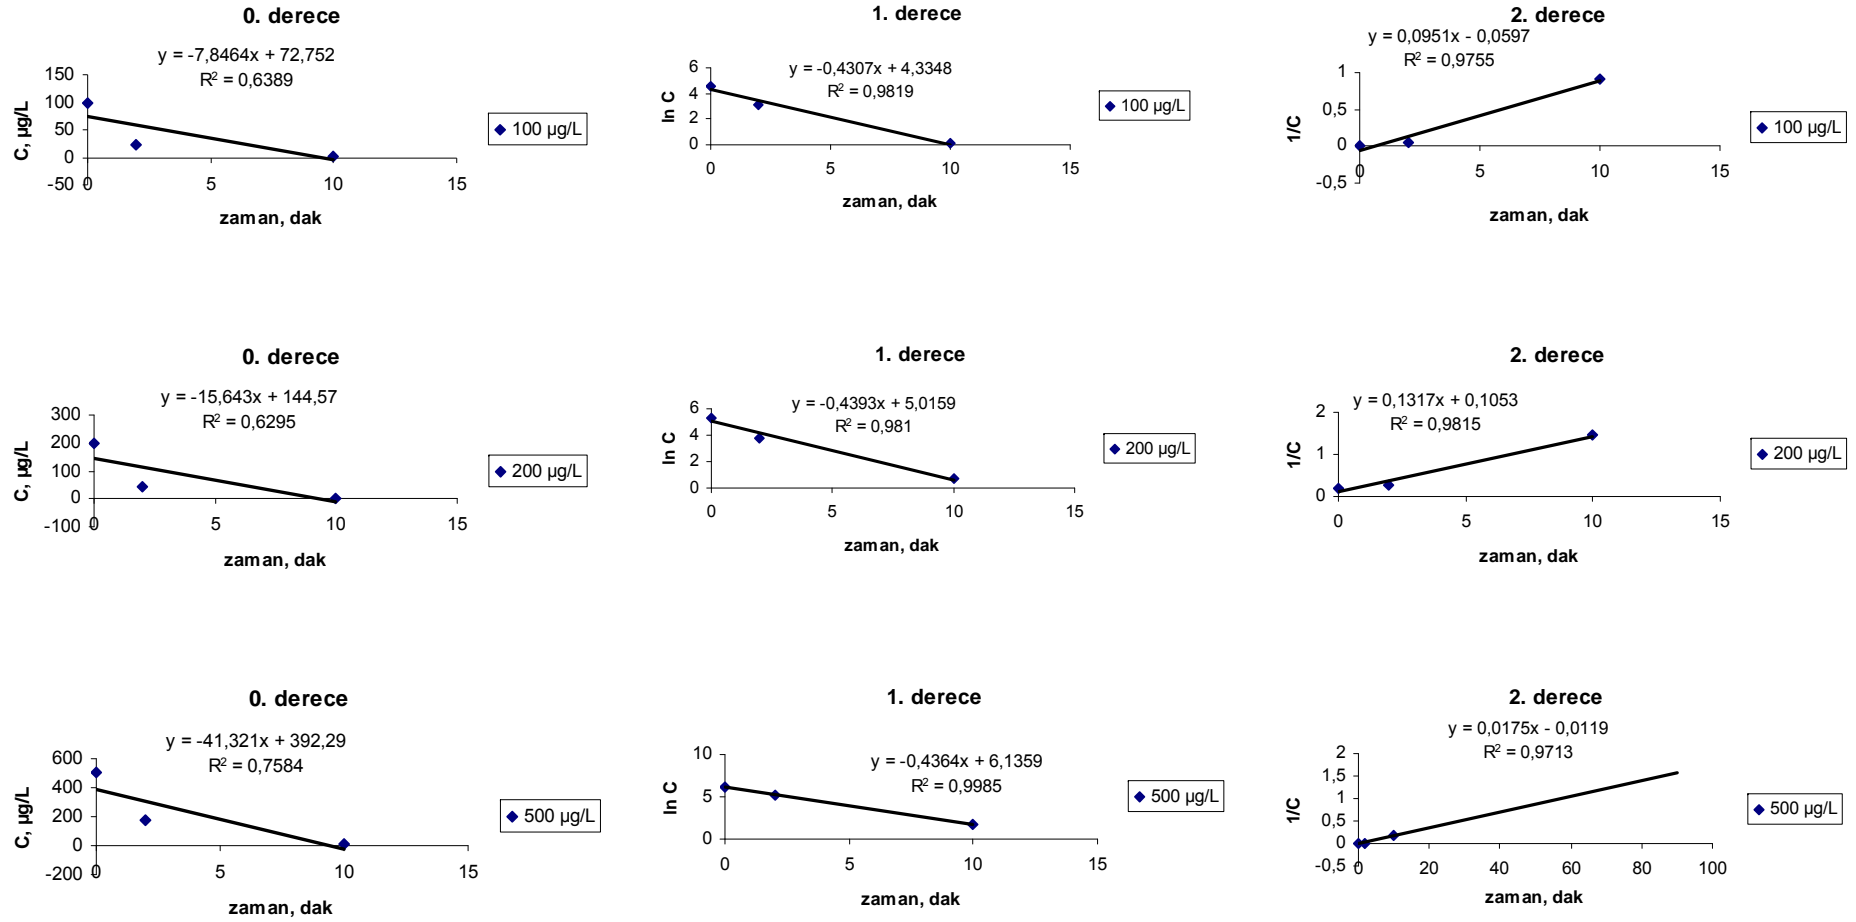 0. derece
y = -7,8464x + 72,752
R² = 0,6389
150
100
50
0
-50
0
5
10
15
C, µg/L
zaman, dak
100 µg/L
1. derece
y = -0,4307x + 4,3348
R² = 0,9819
6
4
2
0
0
5
10
15
ln C
zaman, dak
100 µg/L
2. derece
y = 0,0951x - 0,0597
R² = 0,9755
1
0,5
0
-0,5
0
5
10
15
1/C
zaman, dak
100 µg/L
0. derece
y = -15,643x + 144,57
R² = 0,6295
300
200
100
0
-100
0
5
10
15
C, µg/L
zaman, dak
200 µg/L
1. derece
y = -0,4393x + 5,0159
R² = 0,981
6
4
2
0
0
5
10
15
ln C
zaman, dak
200 µg/L
2. derece
y = 0,1317x + 0,1053
R² = 0,9815
2
1
0
0
5
10
15
1/C
zaman, dak
200 µg/L
0. derece
y = -41,321x + 392,29
R² = 0,7584
600
400
200
0
-200
0
5
10
15
C, µg/L
zaman, dak
500 µg/L
1. derece
y = -0,4364x + 6,1359
R² = 0,9985
10
5
0
0
5
10
15
ln C
zaman, dak
500 µg/L
2. derece
y = 0,0175x - 0,0119
R² = 0,9713
2
1,5
1
0,5
0
-0,5
0
20
40
60
80
100
1/C
zaman, dak
500 µg/L